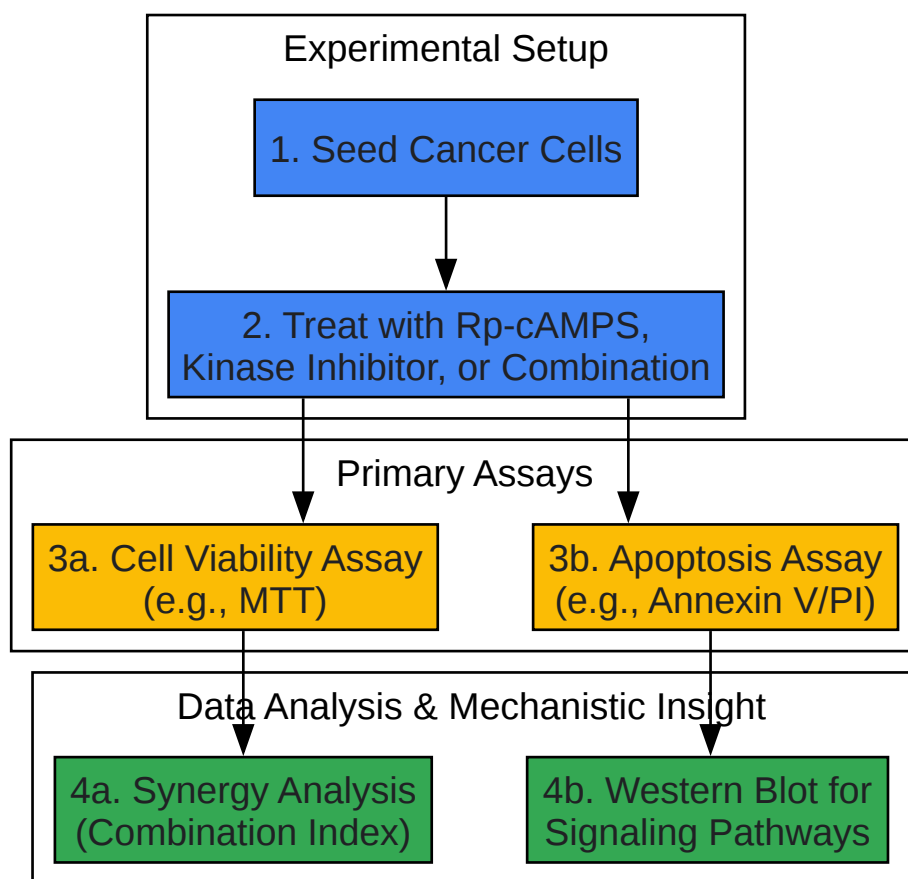 Experimental Setup
1. Seed Cancer Cells
2. Treat with Rp-cAMPS,
Kinase Inhibitor, or Combination
Primary Assays
3a. Cell Viability Assay
(e.g., MTT)
3b. Apoptosis Assay
(e.g., Annexin V/PI)
Data Analysis & Mechanistic Insight
4a. Synergy Analysis
(Combination Index)
4b. Western Blot for
Signaling Pathways